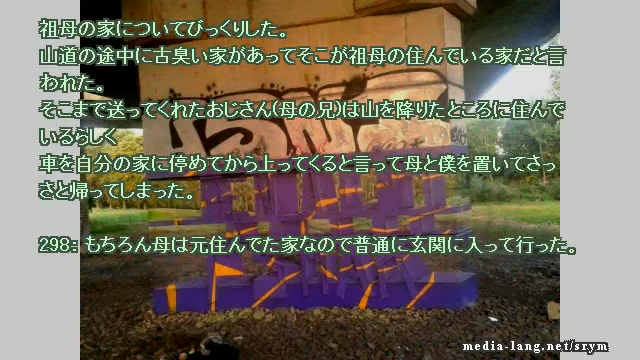 祖母の家についてびっくりした。
山道の途中に古臭い家があってそこが祖母の住んでいる家だと言
われた。
そこまで送ってくれたおじさん(母の兄)は山を降りたところに住んで
いるらしく
車を自分の家に停めてから上ってくると言って母と僕を置いてさっ
さと帰ってしまった。
298: もちろん母は元住んでた家なので普通に玄関に入って行った。
media-lang.net/srym